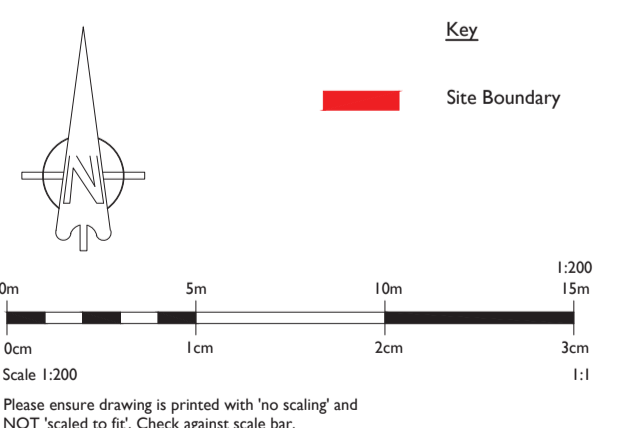 Key
Site Boundary
N
1:200
0m 5m 10m 15m
0cm 1cm 2cm 3cm
Scale 1:200 1:1
Please ensure drawing is printed with 'no scaling' and
NOT 'scaled to fit'. Check against scale bar.